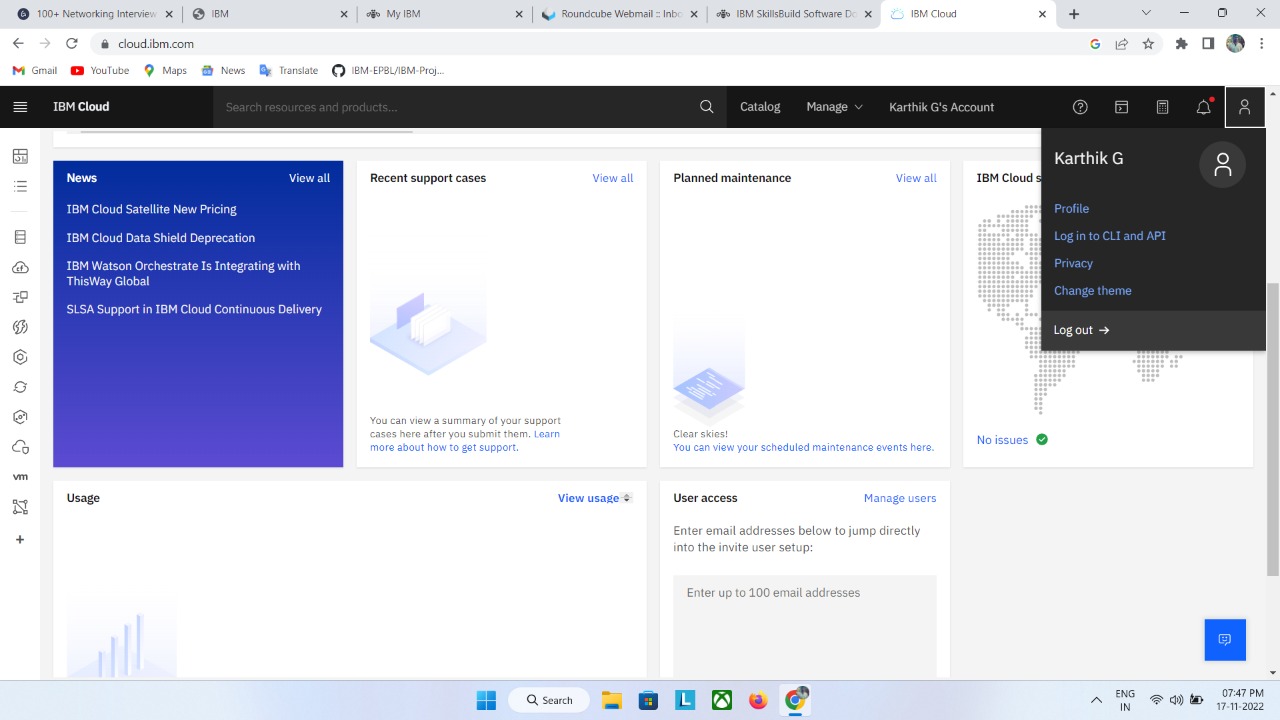 100+ Networking Interview
IBM
My IBM
Roundcube Webmail :: Inbo
IBM SkillsBuild Software De
IBM Cloud
cloud.ibm.com
Gmail
YouTube
Maps
News
Translate
IBM-EPBL/IBM-Proj...
IBM Cloud
Search resources and products...
Catalog
Manage
Karthik G's Account
Karthik G
Profile
Log in to CLI and API
Privacy
Change theme
Log out →
News
View all
IBM Cloud Satellite New Pricing
IBM Cloud Data Shield Deprecation
IBM Watson Orchestrate Is Integrating with
ThisWay Global
SLSA Support in IBM Cloud Continuous Delivery
Recent support cases
View all
You can view a summary of your support
cases here after you submit them. Learn
more about how to get support.
Planned maintenance
View all
Clear skies!
You can view your scheduled maintenance events here.
IBM Cloud s
No issues
vm
Usage
View usage
User access
Manage users
Enter email addresses below to jump directly
into the invite user setup:
Enter up to 100 email addresses
Search
ENG
IN
07:47 PM
17-11-2022